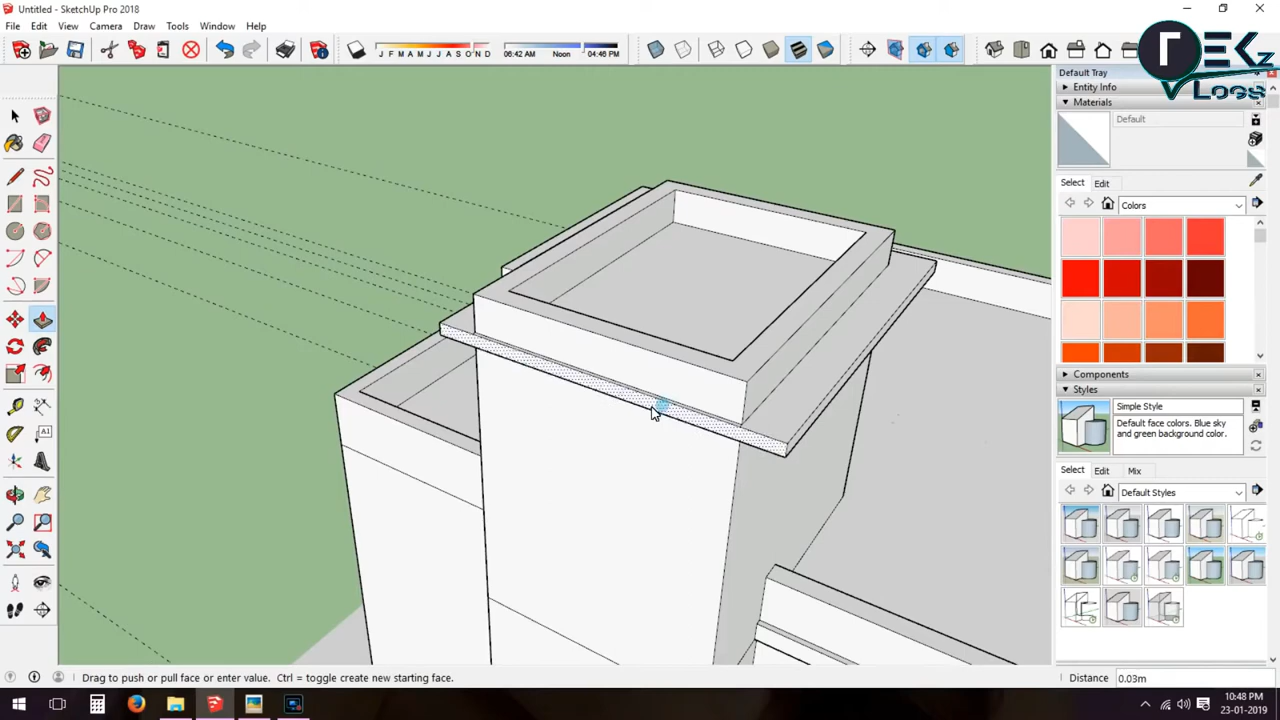 Untitled - SketchUp Pro 2018
File Edit View Camera Draw Tools Window Help
J F M A M J J A S O N D
06:42 AM Noon 04:46 PM
TEKz
VLogs
Default Tray
Entity Info
Materials
Default
Select Edit
Colors
Components
Styles
Simple Style
Default face colors. Blue sky
and green background color.
Select Edit Mix
Default Styles
A1
Drag to push or pull face or enter value. Ctrl = toggle create new starting face.
Distance 0.03m
10:48 PM
23-01-2019